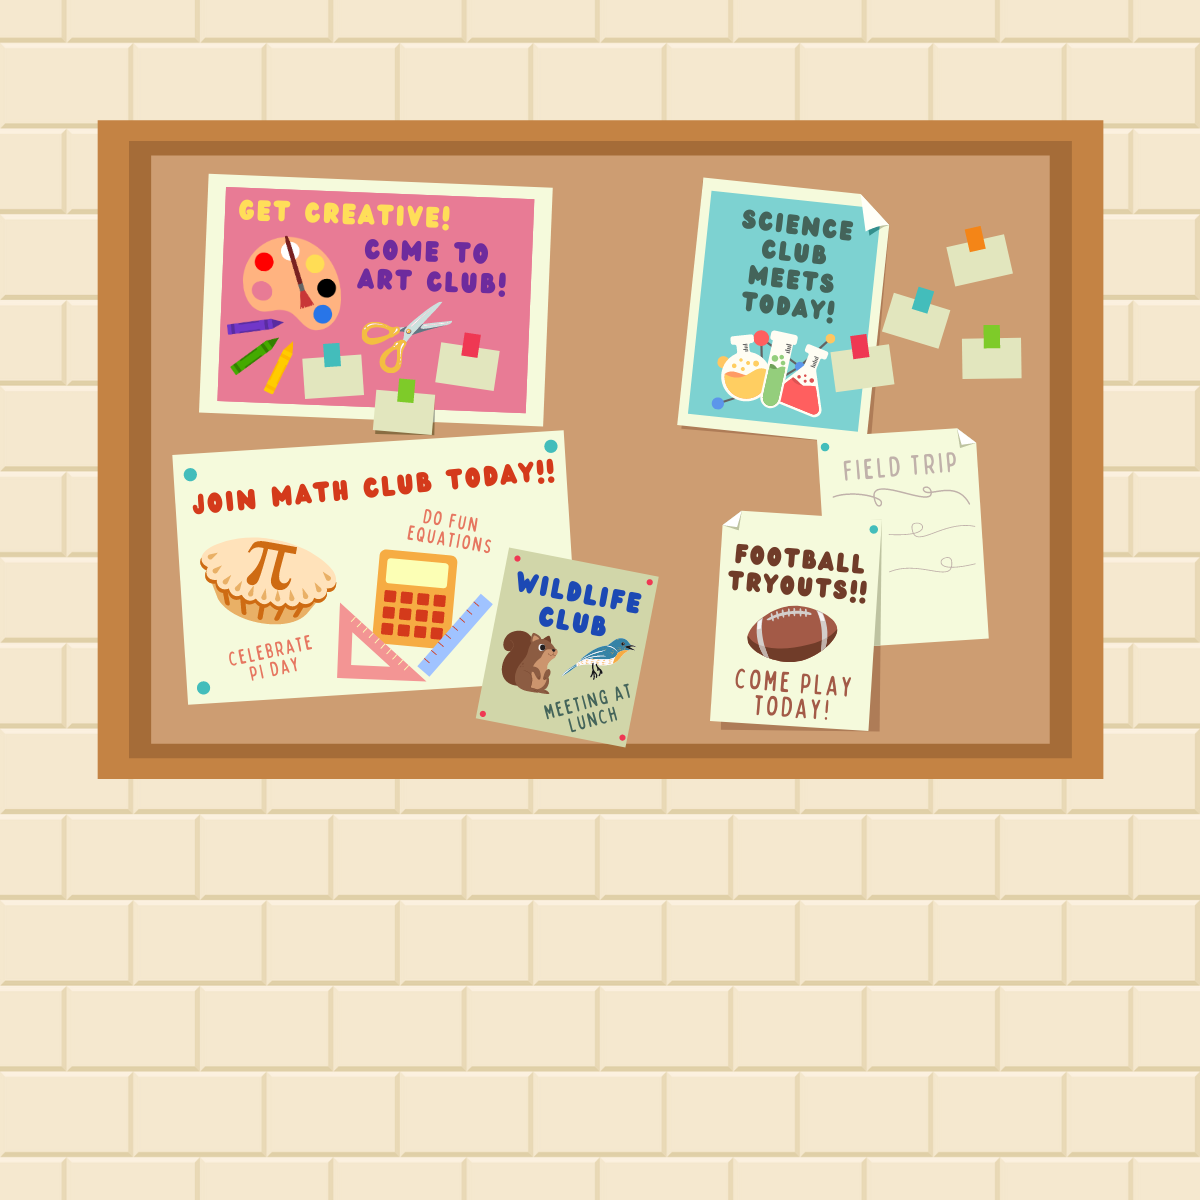 GET CREATIVE!
COME TO
ART CLUB!
SCIENCE
CLUB
MEETS
TODAY!
JOIN MATH CLUB TODAY!!
DO FUN
EQUATIONS
π
CELEBRATE
PI DAY
WILDLIFE
CLUB
MEETING AT
LUNCH
FIELD TRIP
FOOTBALL
TRYOUTS!!
COME PLAY
TODAY!